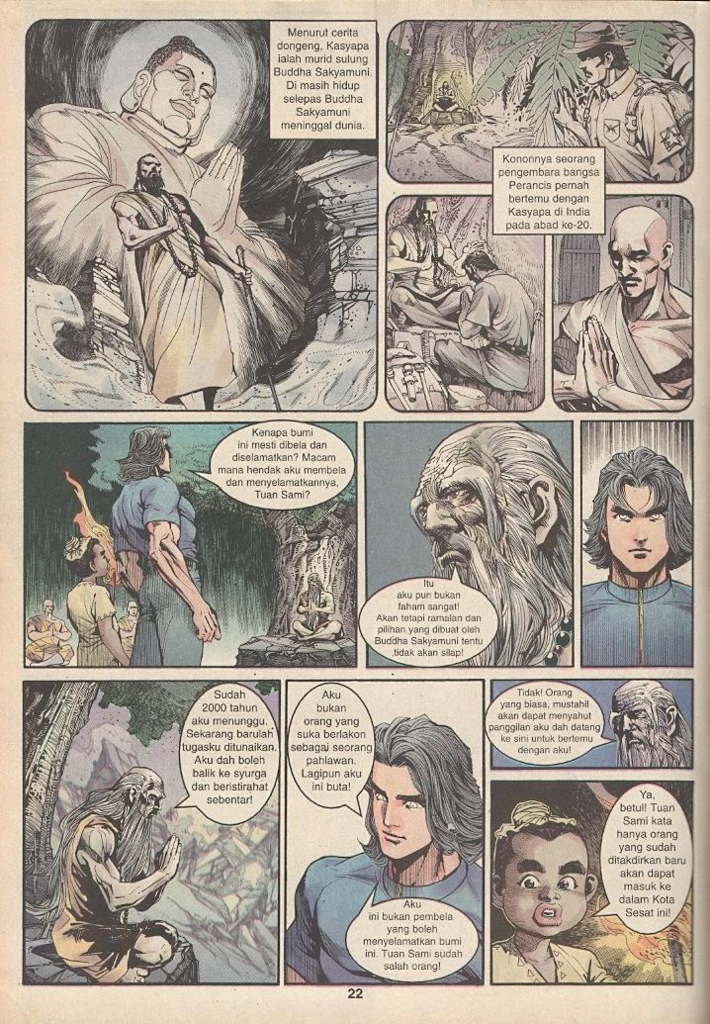 Menurut cerita
dongeng, Kasyapa
ialah murid sulung
Buddha Sakyamuni.
Di masih hidup
selepas Buddha
Sakyamuni
meninggal dunia.
Kononnya seorang
pengembara bangsa
Perancis pernah
bertemu dengan
Kasyapa di India
pada abad ke-20.
Kenapa bumi
ini mesti dibela dan
diselamatkan? Macam
mana hendak aku membela
dan menyelamatkannya,
Tuan Sami?
Itu
aku pun bukan
faham sangat!
Akan tetapi ramalan dan
pilihan yang dibuat oleh
Buddha Sakyamuni tentu
tidak akan silap!
Sudah
2000 tahun
aku menunggu.
Sekarang barulah
tugasku ditunaikan.
Aku dah boleh
balik ke syurga
dan beristirahat
sebentar!
Aku
bukan
orang yang
suka berlakon
sebagai seorang
pahlawan.
Lagipun aku
ini buta!
Aku
ini bukan pembela
yang boleh
menyelamatkan bumi
ini. Tuan Sami sudah
salah orang!
Tidak! Orang
yang biasa, mustahil
akan dapat menyahut
panggilan aku dah datang
ke sini untuk bertemu
dengan aku!
Ya,
betul! Tuan
Sami kata
hanya orang
yang sudah
ditakdirkan baru
akan dapat
masuk ke
dalam Kota
Sesat ini!
22